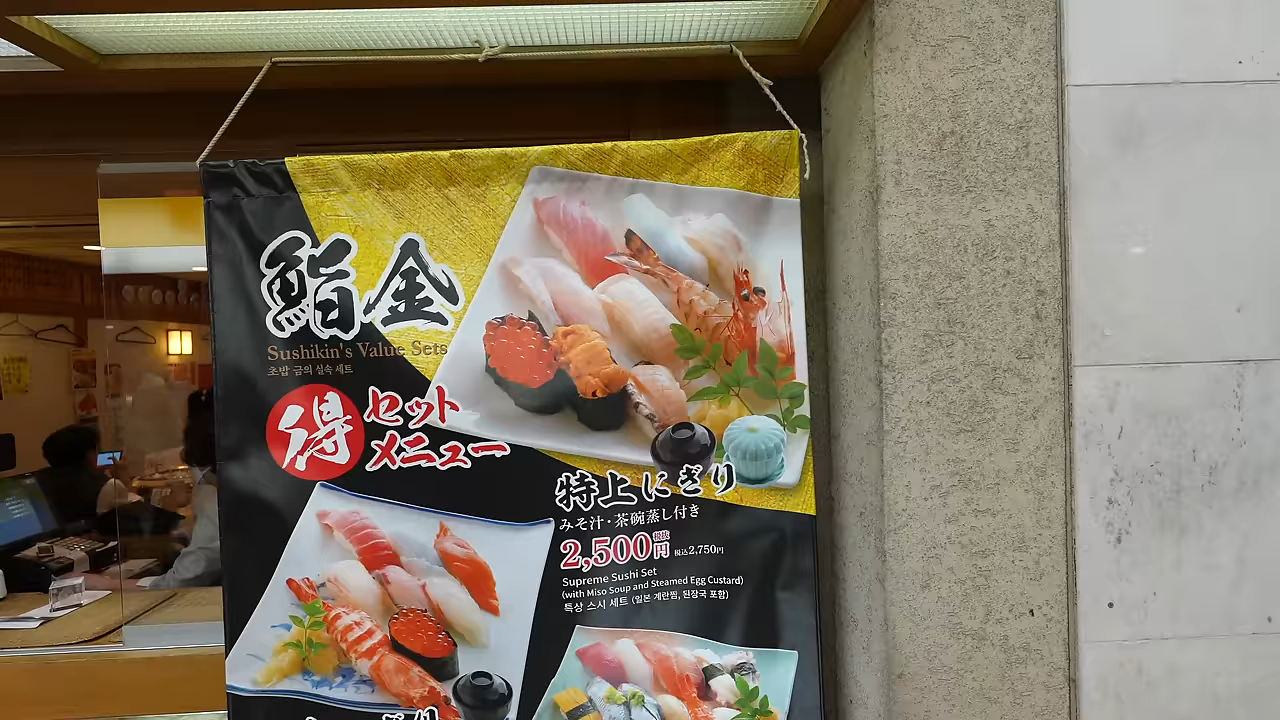 鮨金
Sushikin's Value Sets
초밥 금의 실속 세트
得 セット
メニュー
特上にぎり
みそ汁・茶碗蒸し付き
2,500円 税抜 税込2,750円
Supreme Sushi Set
(with Miso Soup and Steamed Egg Custard)
특상 스시 세트 (일본 계란찜, 된장국 포함)